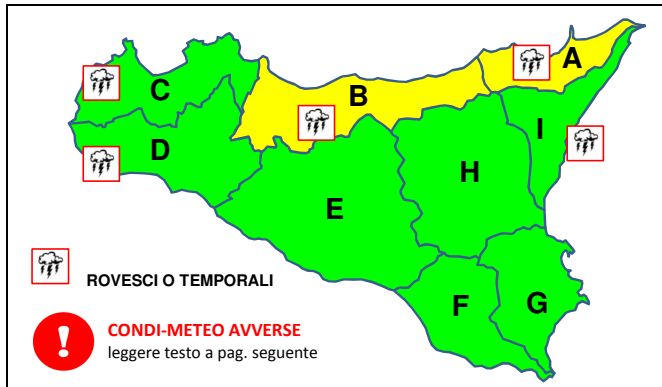 A
C
B
I
D
H
E
F
G
ROVESCI O TEMPORALI
CONDI-METEO AVVERSE
leggere testo a pag. seguente